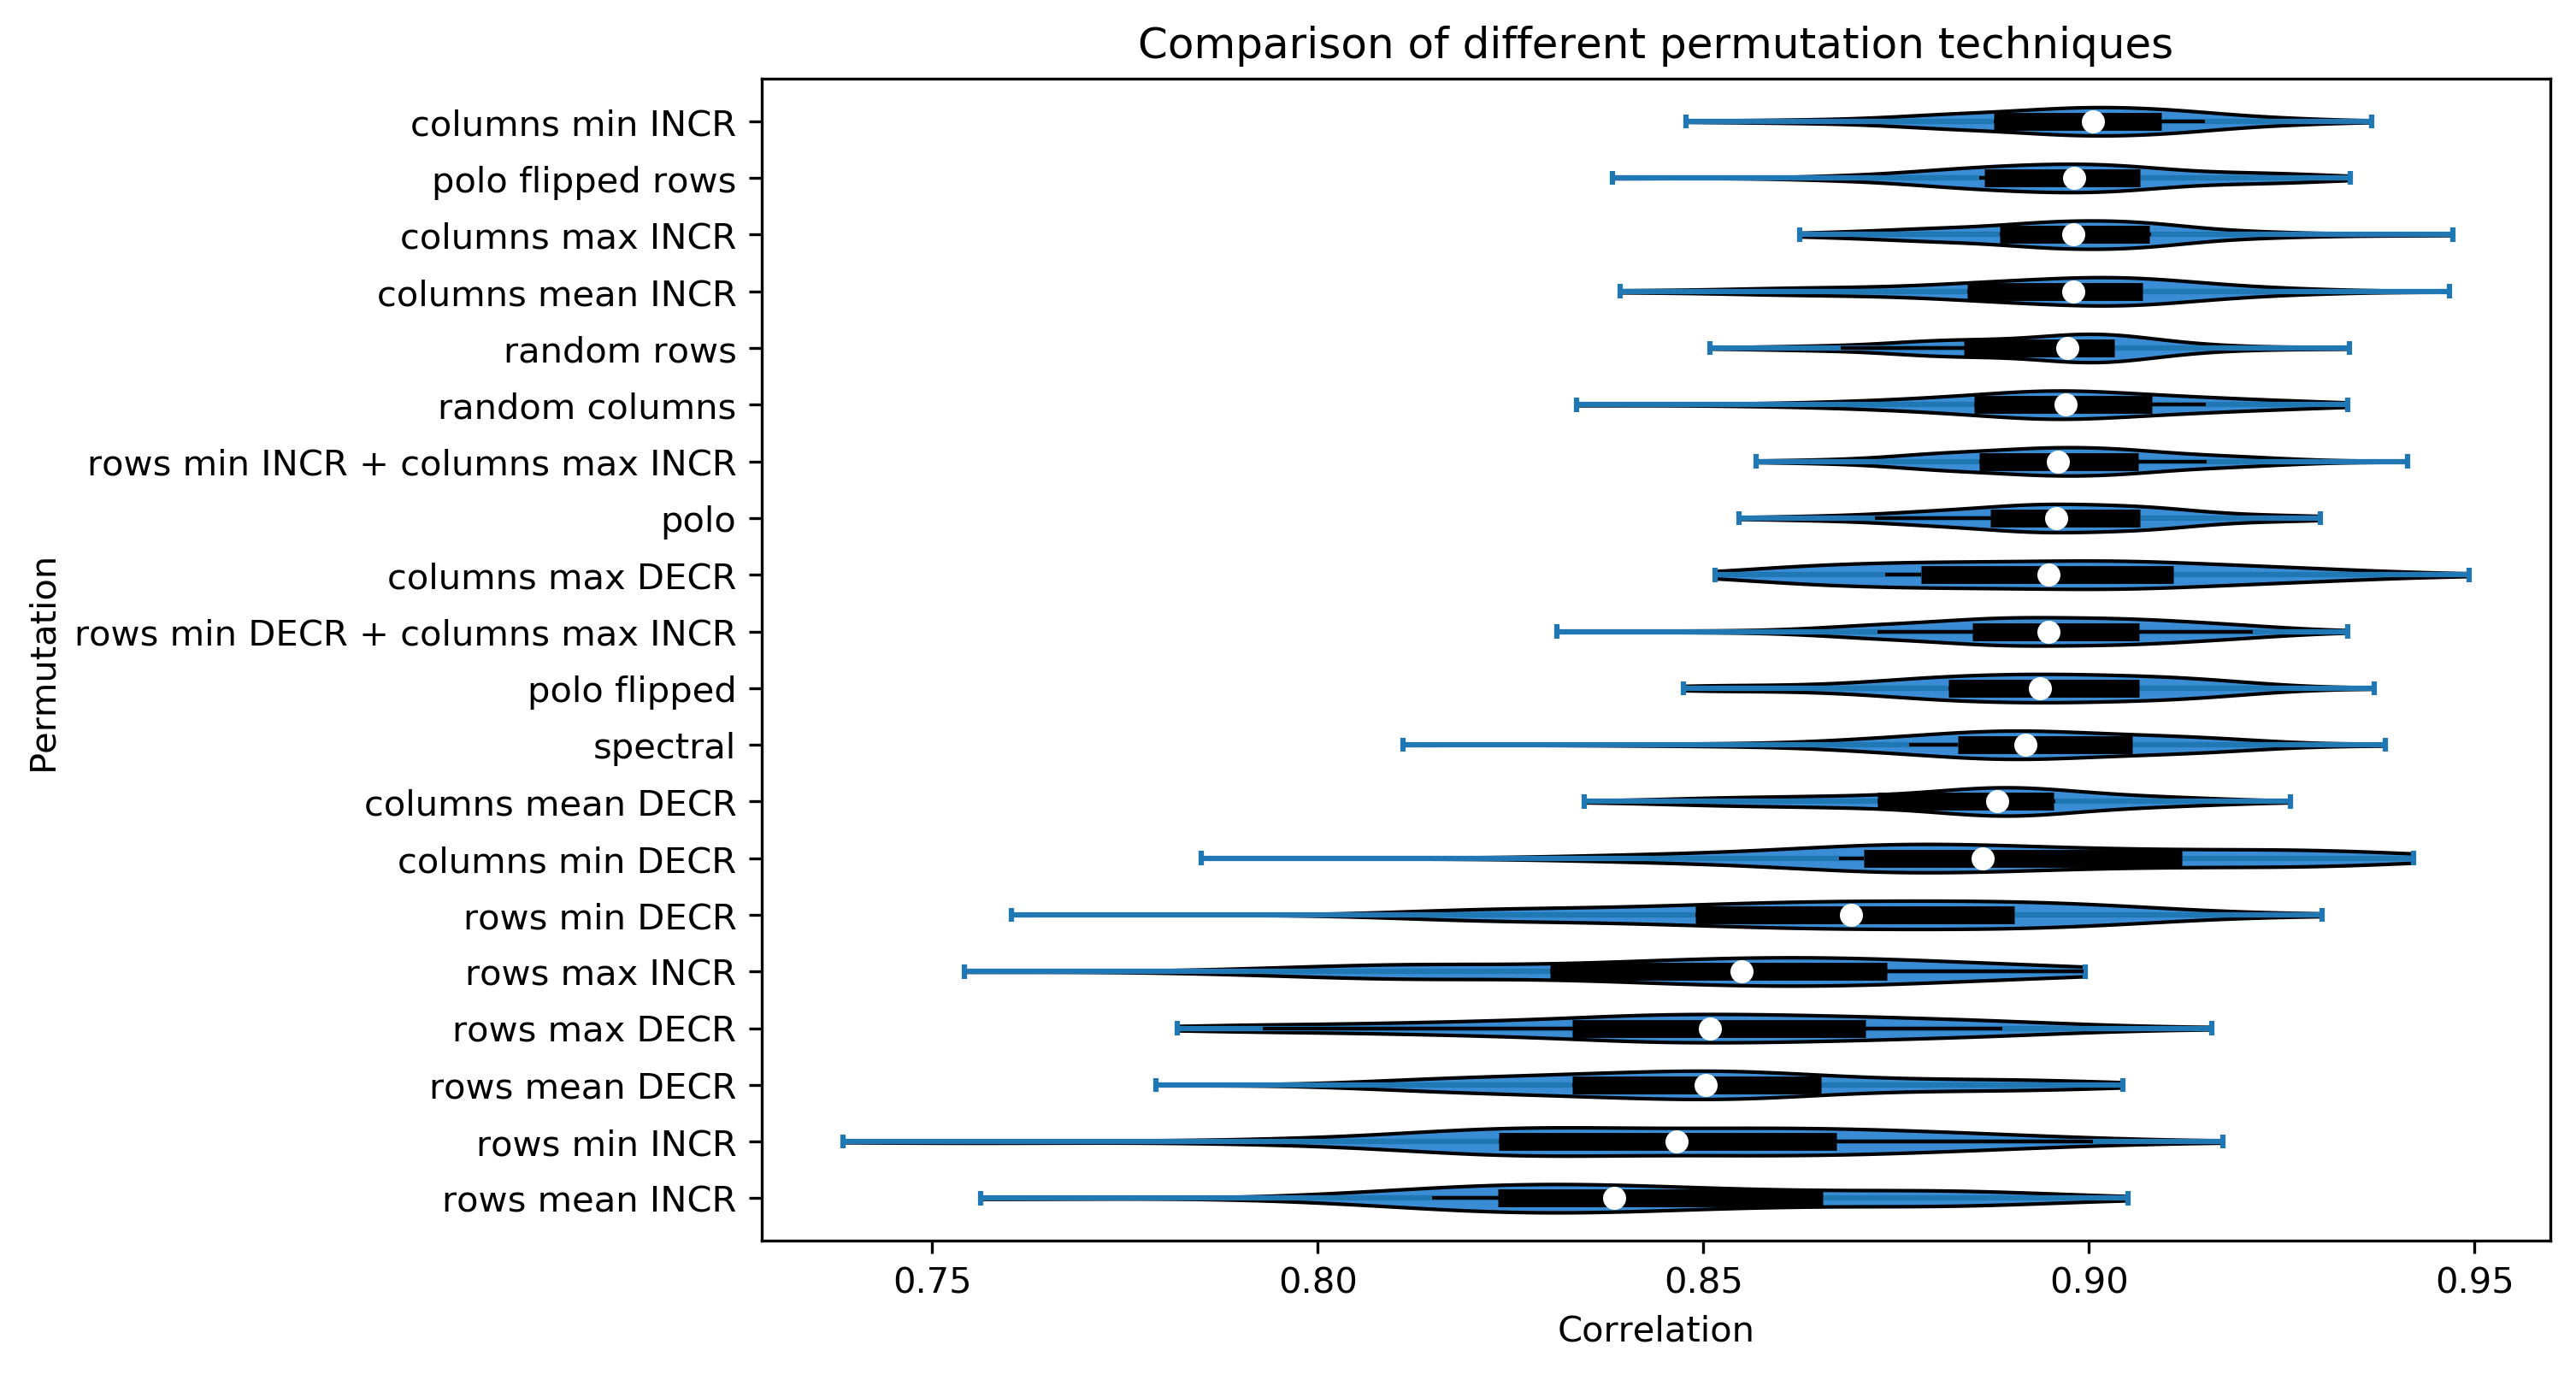 Comparison of different permutation techniques
Permutation
columns min INCR
polo flipped rows
columns max INCR
columns mean INCR
random rows
random columns
rows min INCR + columns max INCR
polo
columns max DECR
rows min DECR + columns max INCR
polo flipped
spectral
columns mean DECR
columns min DECR
rows min DECR
rows max INCR
rows max DECR
rows mean DECR
rows min INCR
rows mean INCR
0.75 0.80 0.85 0.90 0.95
Correlation